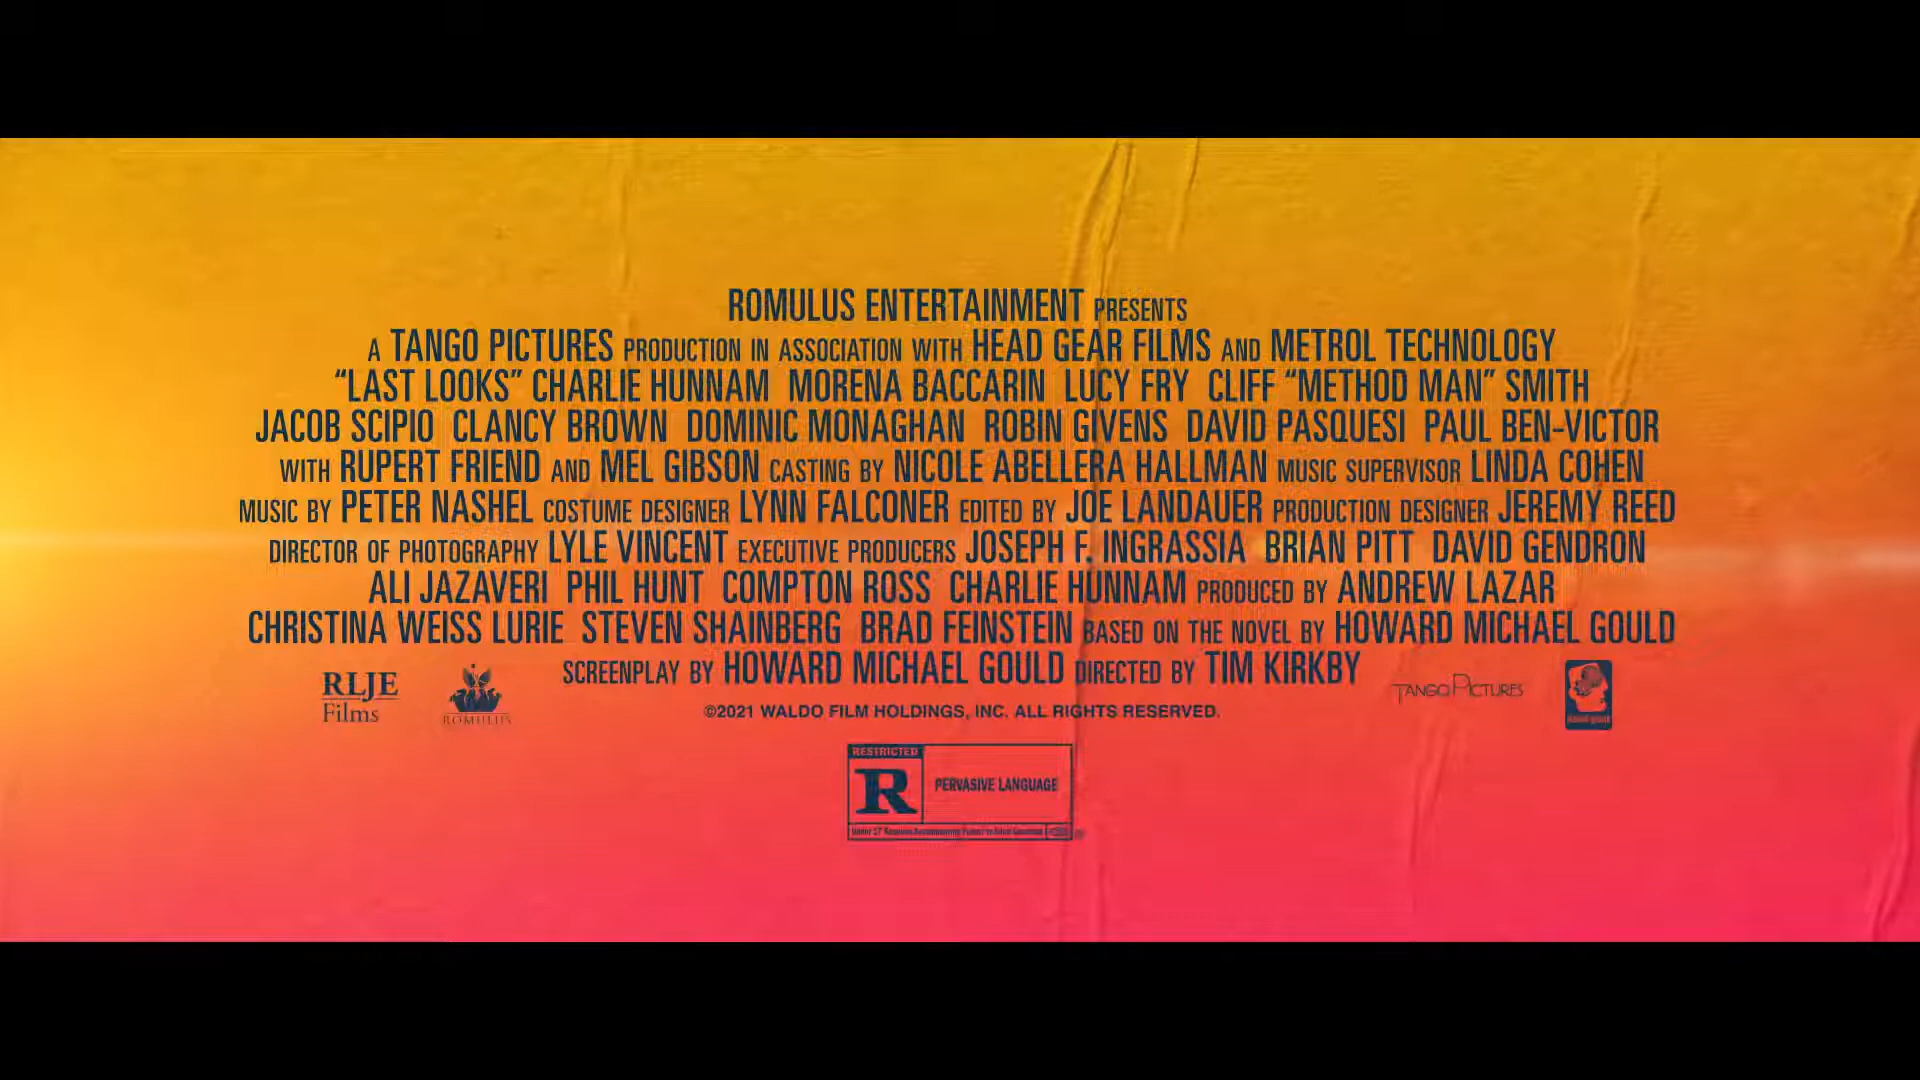 ROMULUS ENTERTAINMENT PRESENTS
A TANGO PICTURES PRODUCTION IN ASSOCIATION WITH HEAD GEAR FILMS AND METROL TECHNOLOGY
“LAST LOOKS” CHARLIE HUNNAM MORENA BACCARIN LUCY FRY CLIFF “METHOD MAN” SMITH
JACOB SCIPIO CLANCY BROWN DOMINIC MONAGHAN ROBIN GIVENS DAVID PASQUESI PAUL BEN-VICTOR
WITH RUPERT FRIEND AND MEL GIBSON CASTING BY NICOLE ABELLERA HALLMAN MUSIC SUPERVISOR LINDA COHEN
MUSIC BY PETER NASHEL COSTUME DESIGNER LYNN FALCONER EDITED BY JOE LANDAUER PRODUCTION DESIGNER JEREMY REED
DIRECTOR OF PHOTOGRAPHY LYLE VINCENT EXECUTIVE PRODUCERS JOSEPH F. INGRASSIA BRIAN PITT DAVID GENDRON
ALI JAZAVERI PHIL HUNT COMPTON ROSS CHARLIE HUNNAM PRODUCED BY ANDREW LAZAR
CHRISTINA WEISS LURIE STEVEN SHAINBERG BRAD FEINSTEIN BASED ON THE NOVEL BY HOWARD MICHAEL GOULD
SCREENPLAY BY HOWARD MICHAEL GOULD DIRECTED BY TIM KIRKBY
RLJE
Films
ROMULUS
TANGO PICTURES
©2021 WALDO FILM HOLDINGS, INC. ALL RIGHTS RESERVED.
RESTRICTED
R
PERVASIVE LANGUAGE